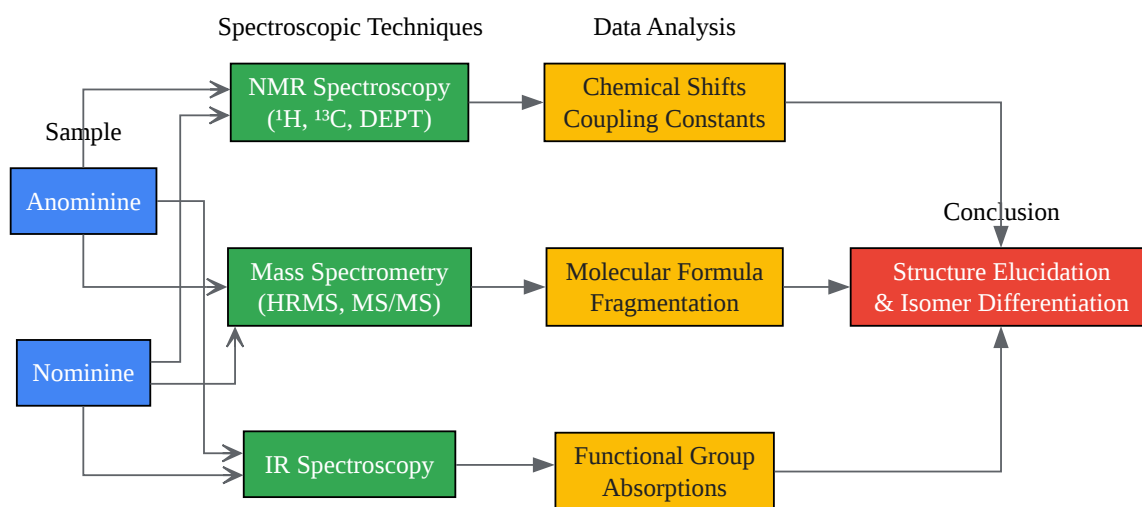 Spectroscopic Techniques
Data Analysis
NMR Spectroscopy
(¹H, ¹³C, DEPT)
Chemical Shifts
Coupling Constants
Sample
Anominine
Conclusion
Mass Spectrometry
(HRMS, MS/MS)
Molecular Formula
Fragmentation
Structure Elucidation
& Isomer Differentiation
Nominine
IR Spectroscopy
Functional Group
Absorptions